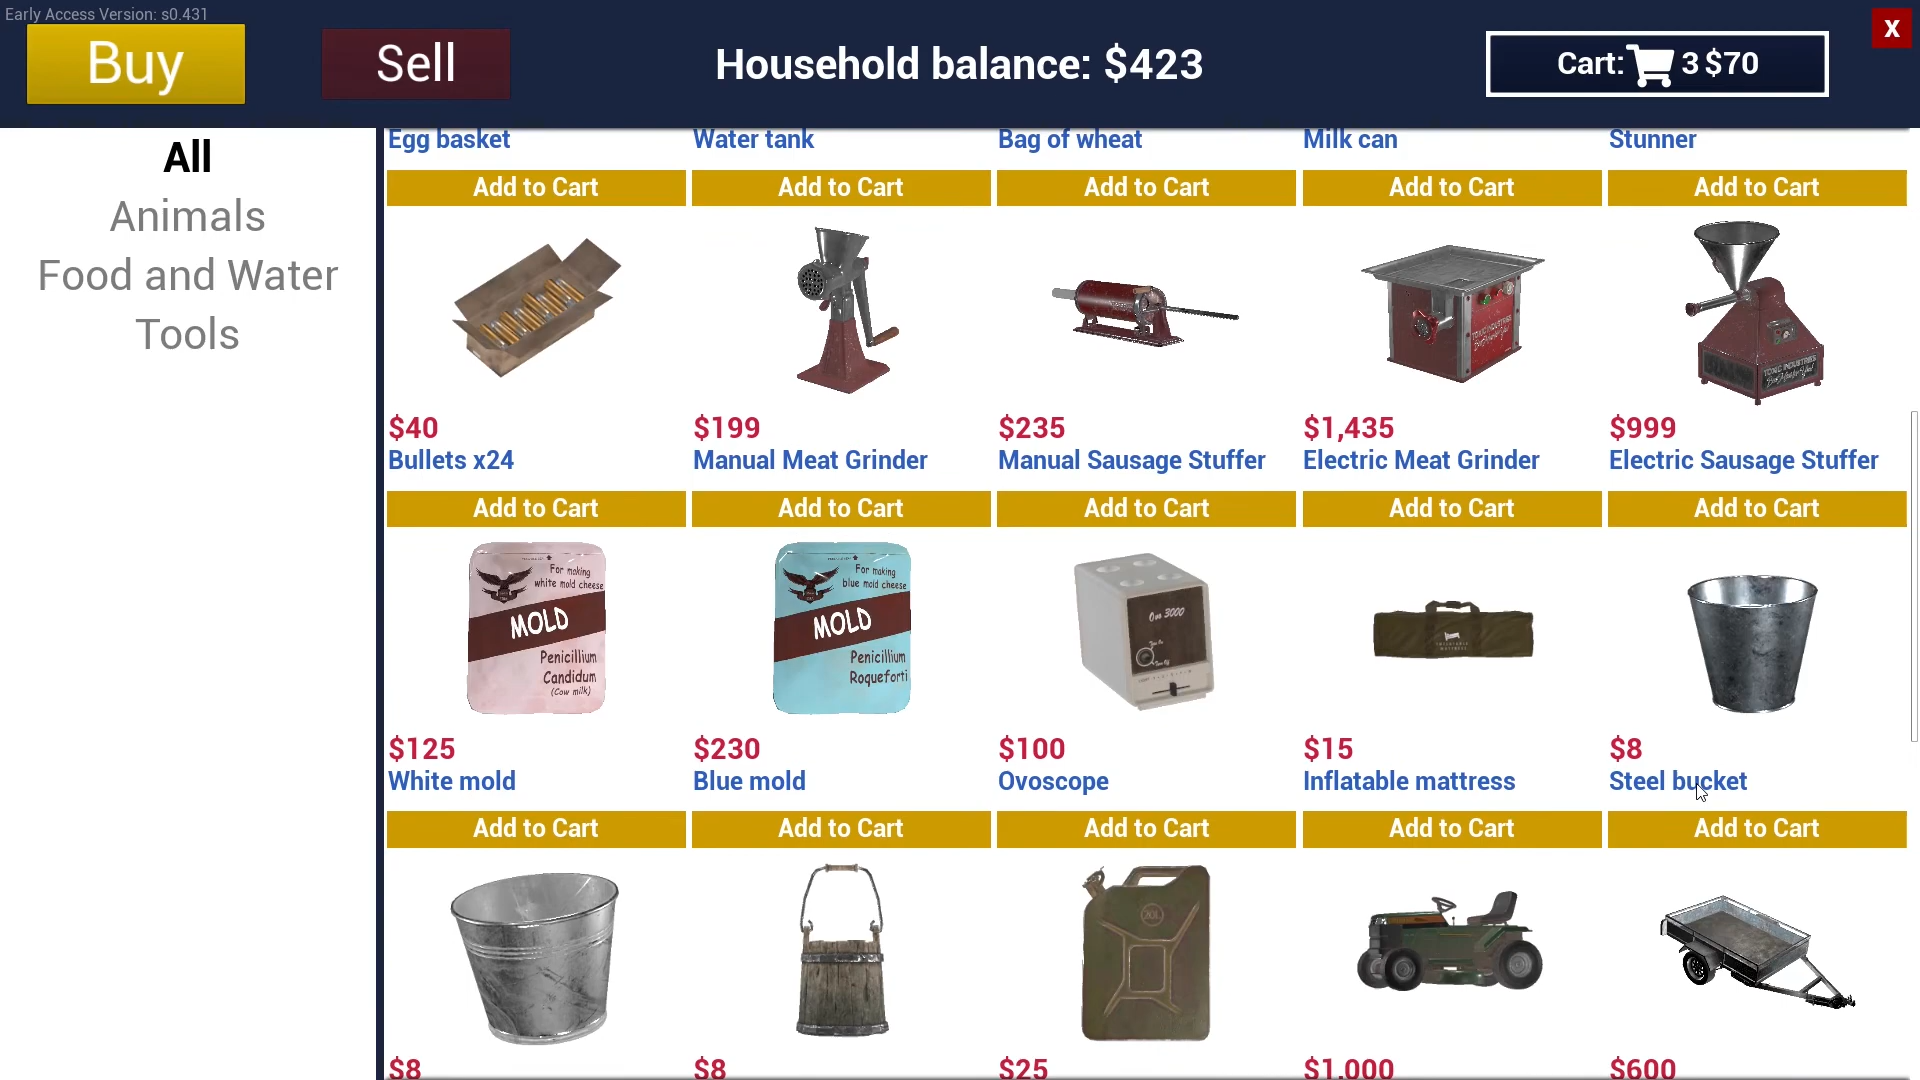 Early Access Version: s0.431
Buy
Sell
Household balance: $423
Cart: 3 $70
X
All
Animals
Food and Water
Tools
Egg basket
Water tank
Bag of wheat
Milk can
Stunner
Add to Cart
Add to Cart
Add to Cart
Add to Cart
Add to Cart
$40
$199
$235
$1,435
$999
Bullets x24
Manual Meat Grinder
Manual Sausage Stuffer
Electric Meat Grinder
Electric Sausage Stuffer
Add to Cart
Add to Cart
Add to Cart
Add to Cart
Add to Cart
For making
white mold cheese
MOLD
Penicillium
Candidum
(Cow milk)
For making
blue mold cheese
MOLD
Penicillium
Roqueforti
Ovo 3000
$125
$230
$100
$15
$8
White mold
Blue mold
Ovoscope
Inflatable mattress
Steel bucket
Add to Cart
Add to Cart
Add to Cart
Add to Cart
Add to Cart
20L
$8
$8
$25
$1,000
$600